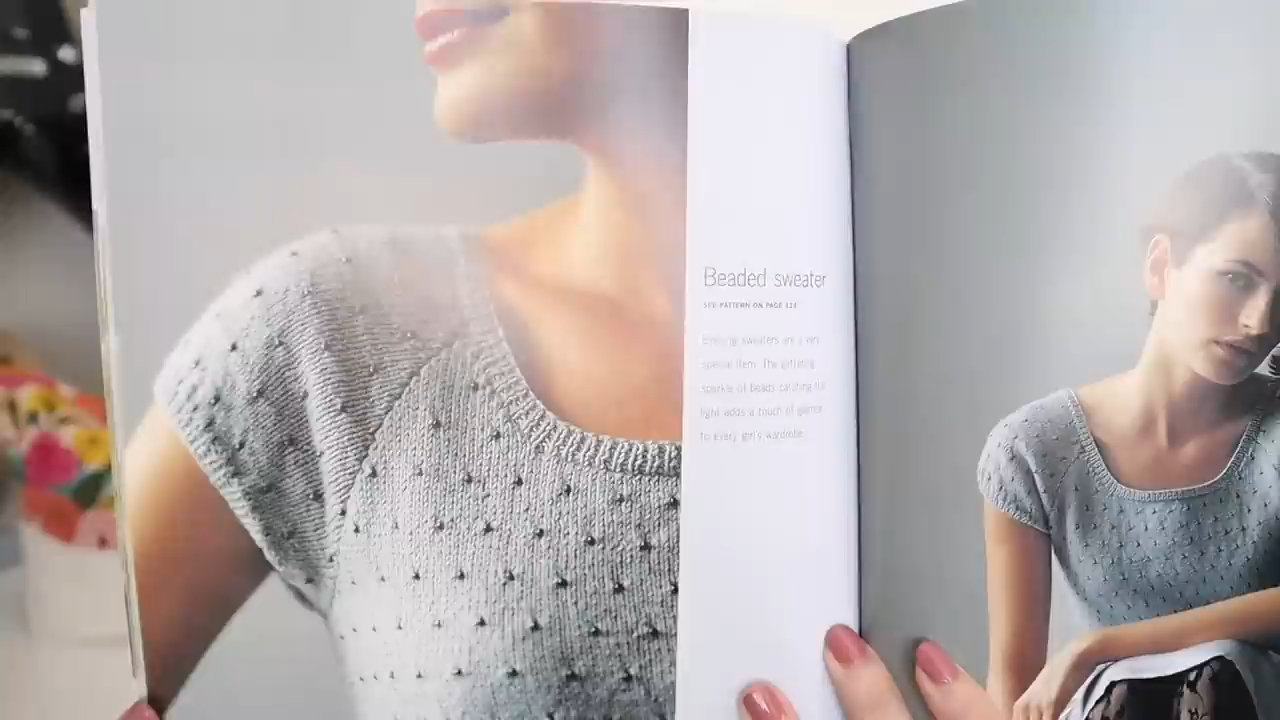 Beaded sweater
SEE PATTERN ON PAGE
Evening sweaters are a very
special item. The glittering
sparkle of beads catching the
light adds a touch of glamor
to every girl's wardrobe.